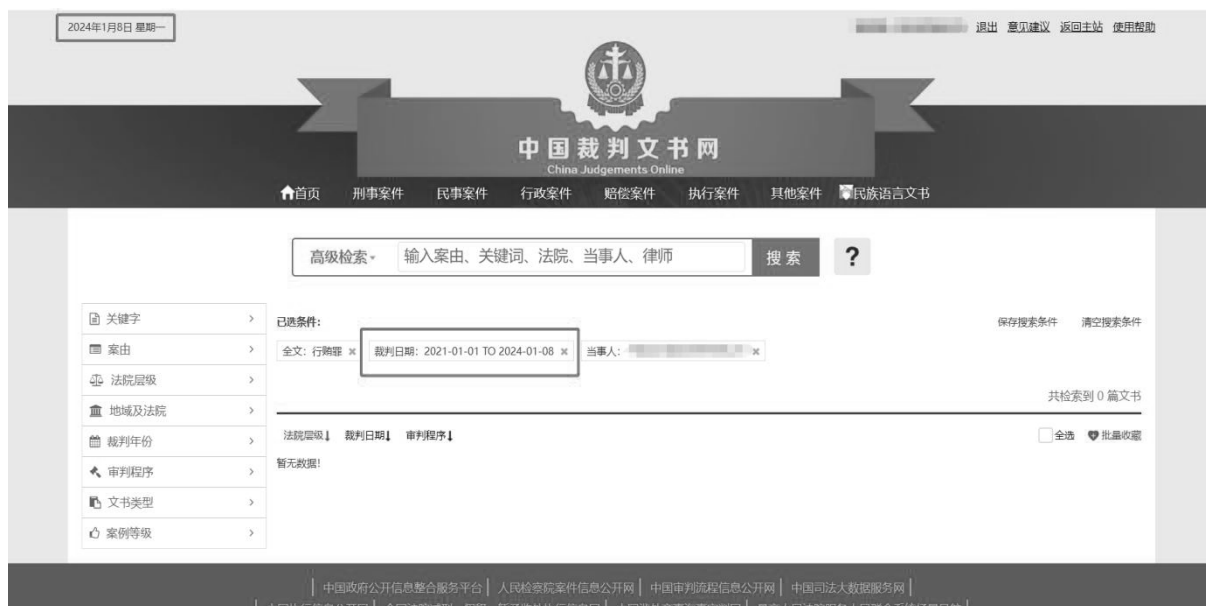 2024年1月8日 星期一
退出 意见建议 返回主站 使用帮助
中国裁判文书网
China Judgements Online
首页 刑事案件 民事案件 行政案件 赔偿案件 执行案件 其他案件 民族语言文书
高级检索 输入案由、关键词、法院、当事人、律师 搜索 ?
关键字
案由
法院层级
地域及法院
裁判年份
审判程序
文书类型
案例等级
已选条件: 保存搜索条件 清空搜索条件
全文: 行贿罪 × 裁判日期: 2021-01-01 TO 2024-01-08 × 当事人: ×
共检索到 0 篇文书
法院层级↓ 裁判日期↓ 审判程序↓ 全选 批量收藏
暂无数据!
中国政府公开信息整合服务平台 | 人民检察院案件信息公开网 | 中国审判流程信息公开网 | 中国司法大数据服务网 |